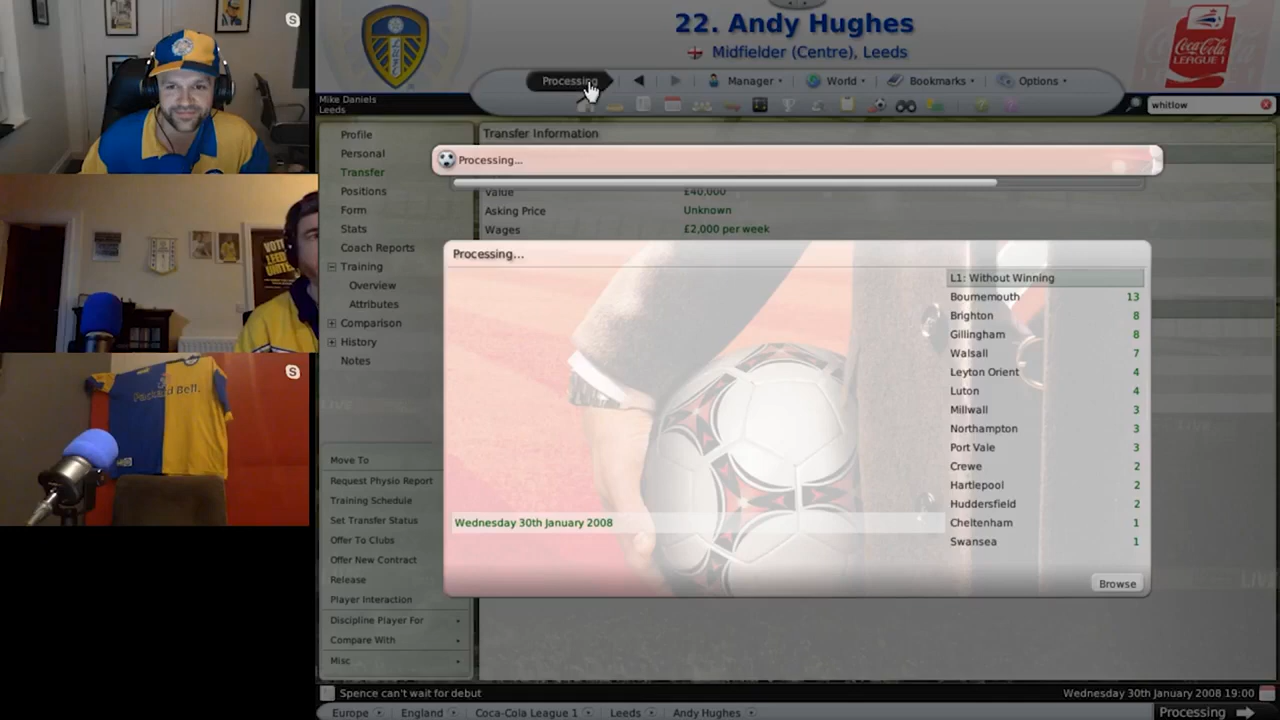 22. Andy Hughes
Midfielder (Centre), Leeds
Coca-Cola
LEAGUE 1
Processing
Manager
World
Bookmarks
Options
Mike Daniels
Leeds
whitlow
Profile
Personal
Transfer
Positions
Form
Stats
Coach Reports
Training
Overview
Attributes
Comparison
History
Notes
Transfer Information
Processing...
Value £40,000
Asking Price Unknown
Wages £2,000 per week
Processing...
L1: Without Winning
Bournemouth 13
Brighton 8
Gillingham 8
Walsall 7
Leyton Orient 4
Luton 4
Millwall 3
Northampton 3
Port Vale 3
Crewe 2
Hartlepool 2
Huddersfield 2
Cheltenham 1
Swansea 1
Wednesday 30th January 2008
Browse
Move To
Request Physio Report
Training Schedule
Set Transfer Status
Offer To Clubs
Offer New Contract
Release
Player Interaction
Discipline Player For
Compare With
Misc
Spence can't wait for debut
Wednesday 30th January 2008 19:00
Europe
England
Coca-Cola League 1
Leeds
Andy Hughes
Processing
Packard Bell.
S
S